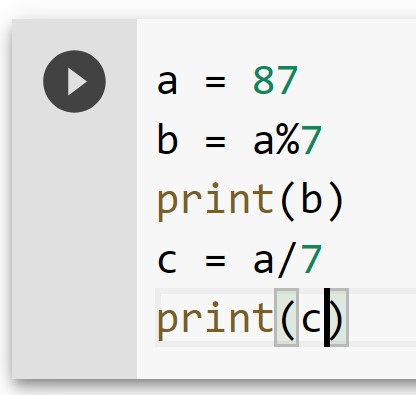 a = 87
b = a%7
print(b)
c = a/7
print(c)